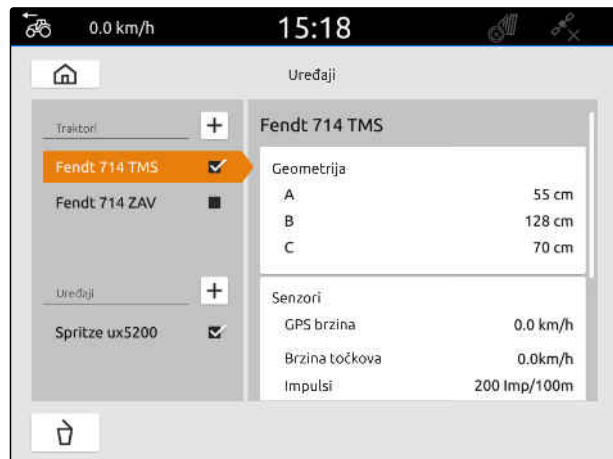 0.0 km/h
15:18
Uređaji
Traktori
Fendt 714 TMS
Fendt 714 ZAV
Uređaji
Spritze ux5200
Fendt 714 TMS
Geometrija
A 55 cm
B 128 cm
C 70 cm
Senzori
GPS brzina 0.0 km/h
Brzina točkova 0.0km/h
Impulsi 200 Imp/100m